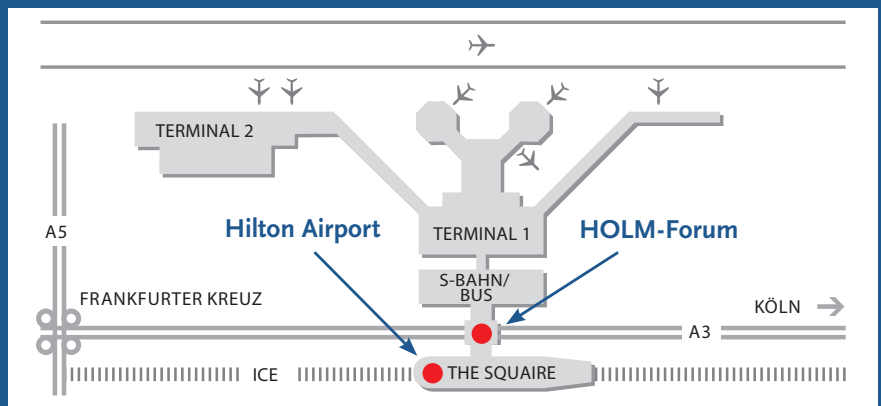 TERMINAL 2
A5
Hilton Airport
TERMINAL 1
HOLM-Forum
S-BAHN/
BUS
FRANKFURTER KREUZ
KÖLN
A3
ICE
THE SQUAIRE